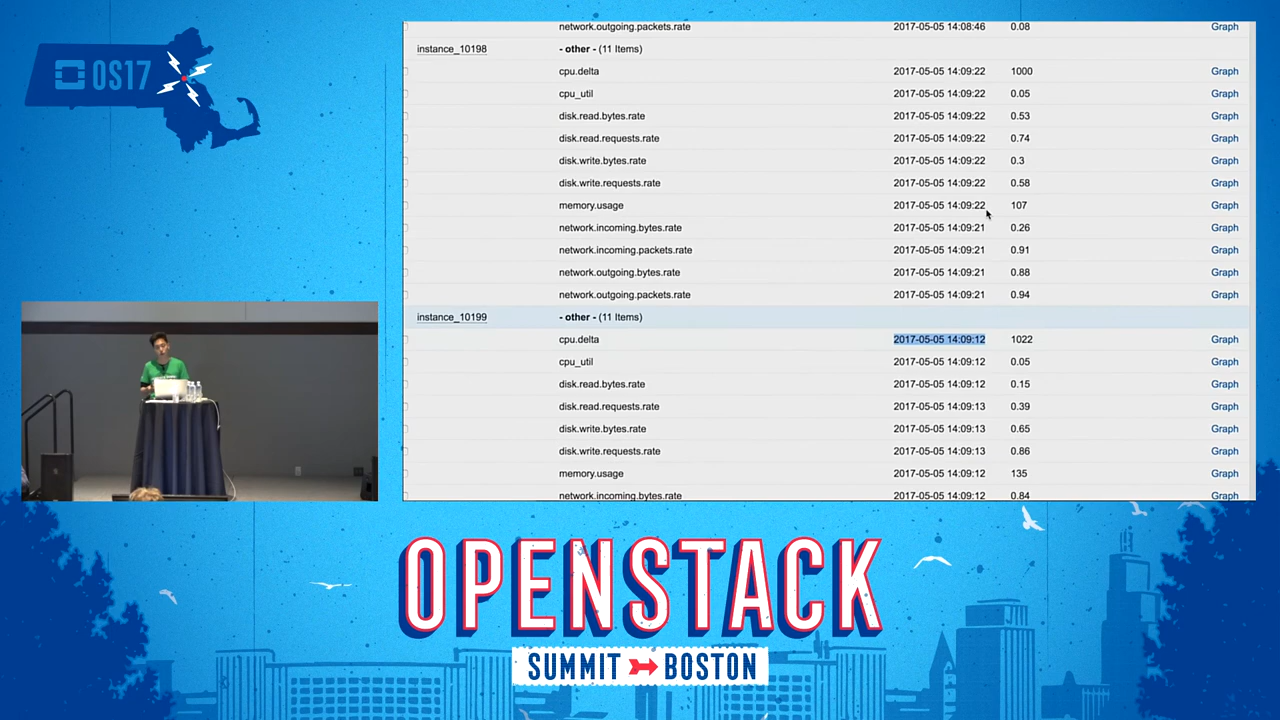 OS17
network.outgoing.packets.rate 2017-05-05 14:08:46 0.08 Graph
instance_10198 - other - (11 Items)
cpu.delta 2017-05-05 14:09:22 1000 Graph
cpu_util 2017-05-05 14:09:22 0.05 Graph
disk.read.bytes.rate 2017-05-05 14:09:22 0.53 Graph
disk.read.requests.rate 2017-05-05 14:09:22 0.74 Graph
disk.write.bytes.rate 2017-05-05 14:09:22 0.3 Graph
disk.write.requests.rate 2017-05-05 14:09:22 0.58 Graph
memory.usage 2017-05-05 14:09:22 107 Graph
network.incoming.bytes.rate 2017-05-05 14:09:21 0.26 Graph
network.incoming.packets.rate 2017-05-05 14:09:21 0.91 Graph
network.outgoing.bytes.rate 2017-05-05 14:09:21 0.88 Graph
network.outgoing.packets.rate 2017-05-05 14:09:21 0.94 Graph
instance_10199 - other - (11 Items)
cpu.delta 2017-05-05 14:09:12 1022 Graph
cpu_util 2017-05-05 14:09:12 0.05 Graph
disk.read.bytes.rate 2017-05-05 14:09:12 0.15 Graph
disk.read.requests.rate 2017-05-05 14:09:13 0.39 Graph
disk.write.bytes.rate 2017-05-05 14:09:13 0.65 Graph
disk.write.requests.rate 2017-05-05 14:09:13 0.86 Graph
memory.usage 2017-05-05 14:09:12 135 Graph
network.incoming.bytes.rate 2017-05-05 14:09:12 0.84 Graph
OPENSTACK
SUMMIT BOSTON